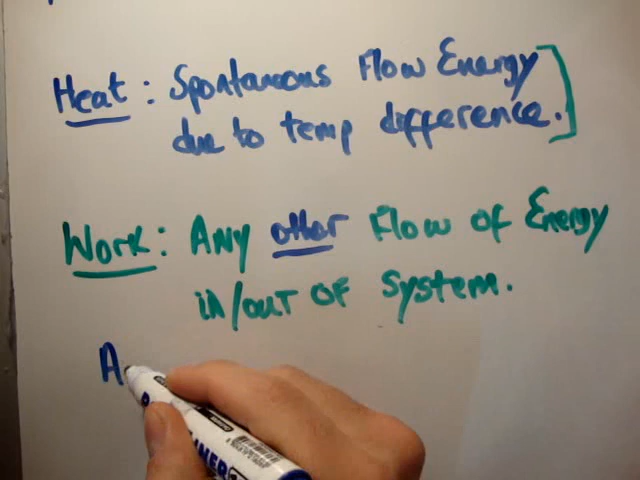 Heat: Spontaneous Flow Energy
due to temp difference.
Work: Any other Flow of Energy
in/out of system.
A